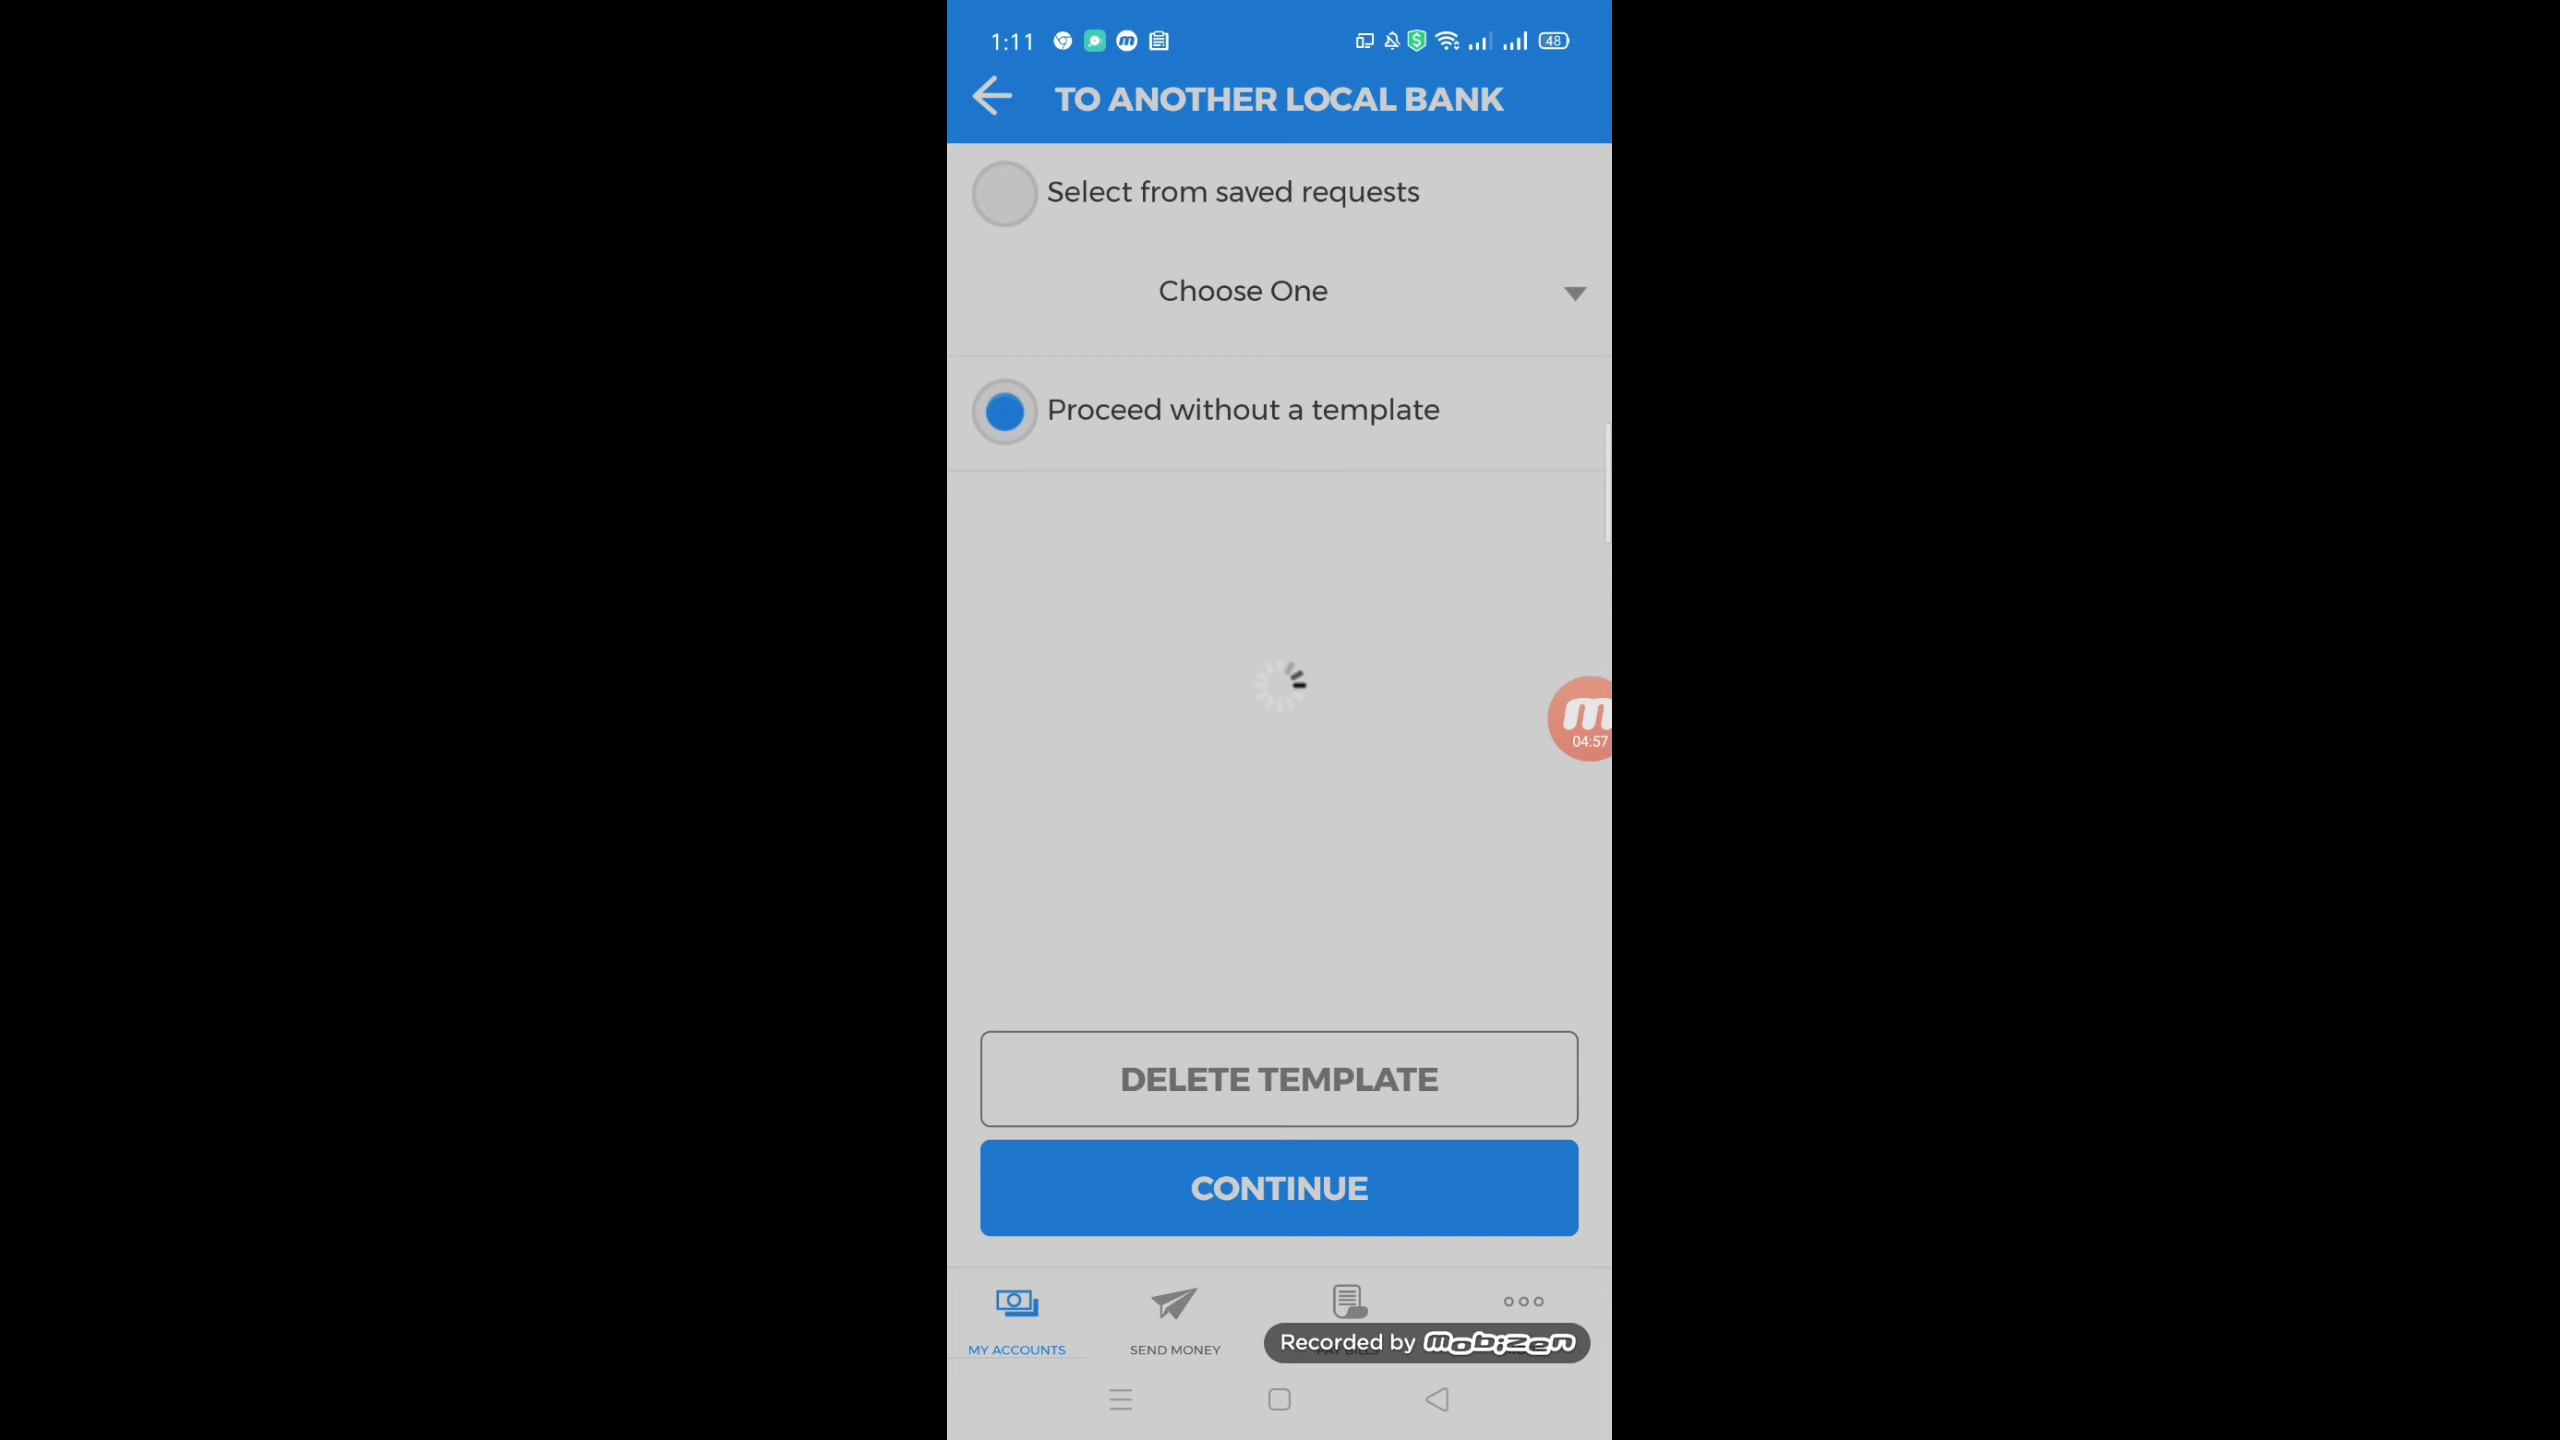 1:11
48
TO ANOTHER LOCAL BANK
Select from saved requests
Choose One
Proceed without a template
m
04:57
DELETE TEMPLATE
CONTINUE
MY ACCOUNTS
SEND MONEY
Recorded by mobizen